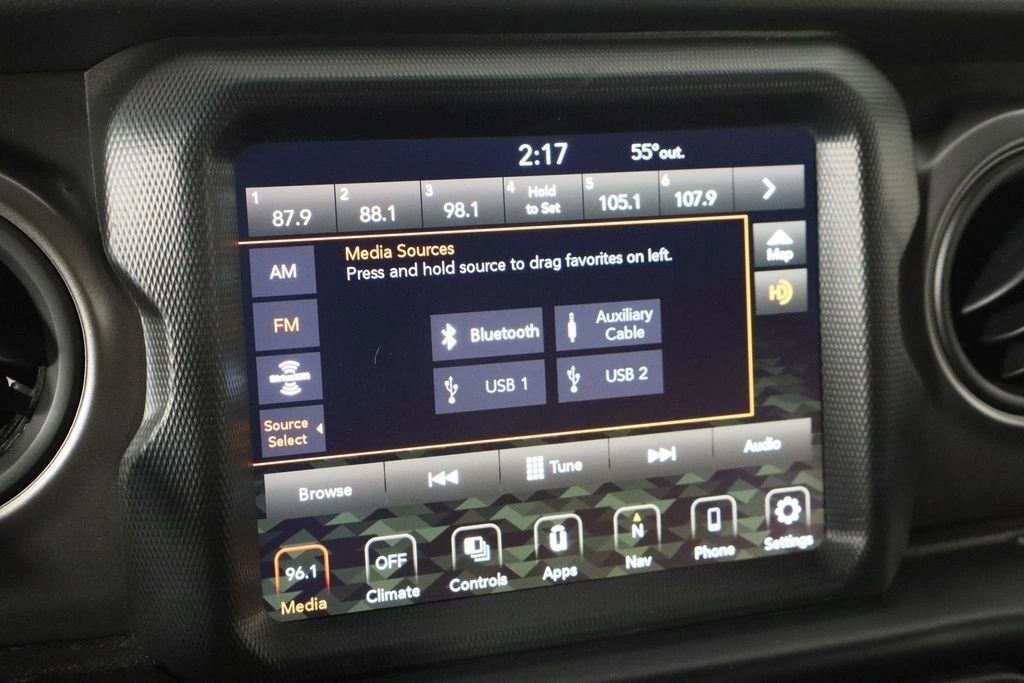 2:17 55° out.
1 87.9
2 88.1
3 98.1
4 Hold
to Set
5 105.1
6 107.9
Media Sources
Press and hold source to drag favorites on left.
AM
FM
SiriusXM
Source
Select
Bluetooth
Auxiliary
Cable
USB 1
USB 2
Map
HD
Browse
Tune
Audio
96.1
Media
OFF
Climate
Controls
Apps
N
Nav
Phone
Settings